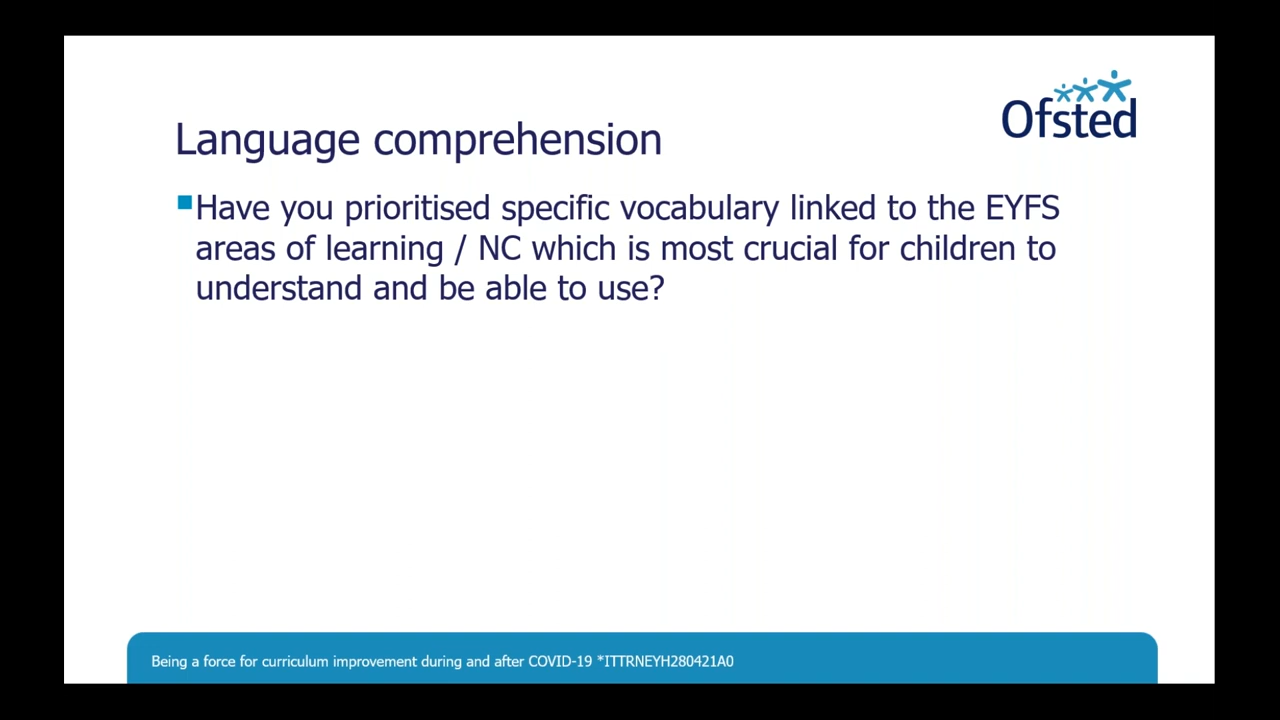 Ofsted
Language comprehension
Have you prioritised specific vocabulary linked to the EYFS
areas of learning / NC which is most crucial for children to
understand and be able to use?
Being a force for curriculum improvement during and after COVID-19 *ITTRNEYH280421A0